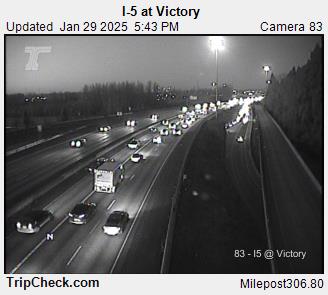 I-5 at Victory
Updated Jan 29 2025 5:43 PM Camera 83
T
N
83 - I5 @ Victory
TripCheck.com Milepost306.80